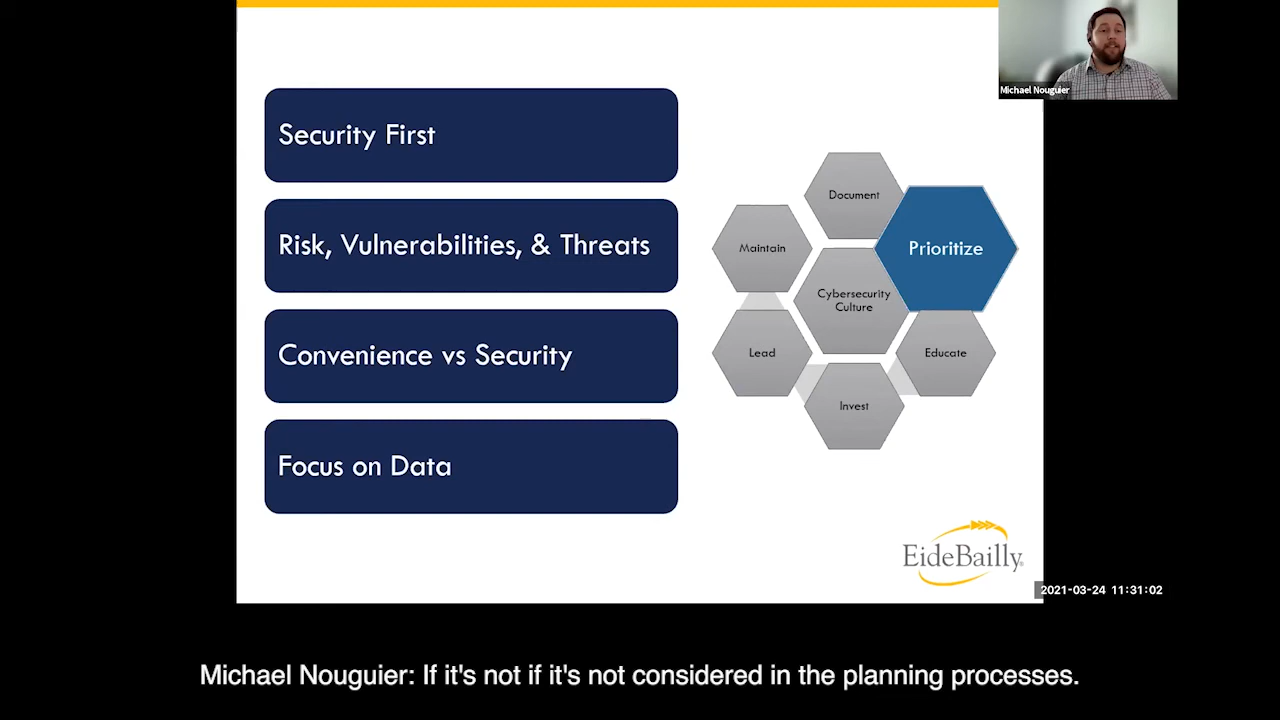 Michael Nouguier
Security First
Risk, Vulnerabilities, & Threats
Convenience vs Security
Focus on Data
Document
Prioritize
Maintain
Cybersecurity
Culture
Lead
Educate
Invest
EideBailly®
2021-03-24 11:31:02
Michael Nouguier: If it's not if it's not considered in the planning processes.